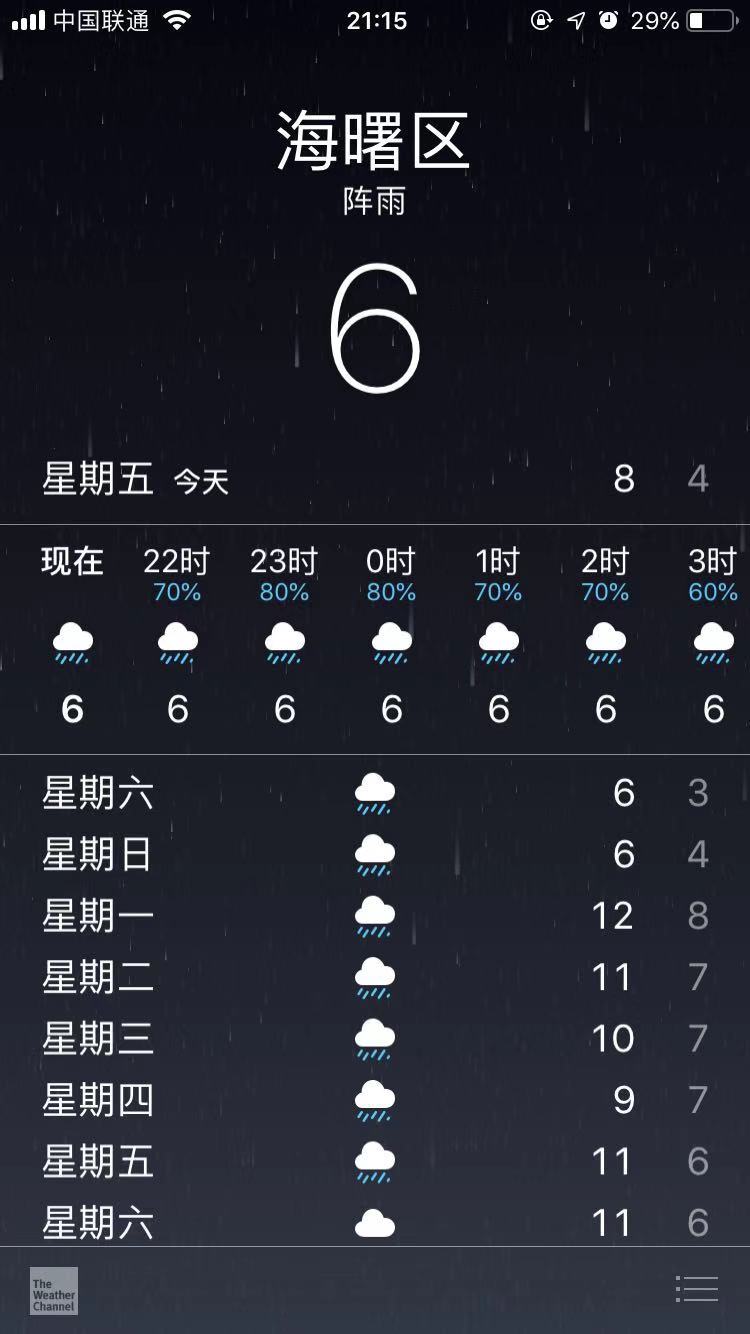 中国联通 21:15 29%
海曙区
阵雨
6
星期五 今天 8 4
现在 22时 23时 0时 1时 2时 3时
70% 80% 80% 70% 70% 60%
6 6 6 6 6 6 6
星期六 6 3
星期日 6 4
星期一 12 8
星期二 11 7
星期三 10 7
星期四 9 7
星期五 11 6
星期六 11 6
The
Weather
Channel